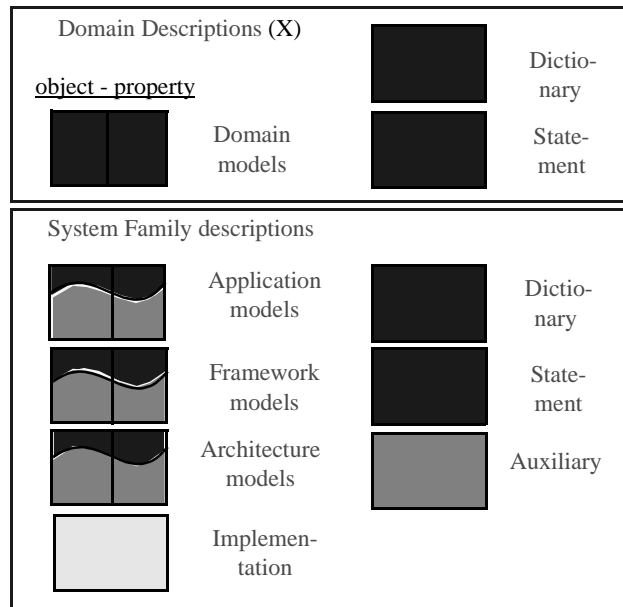 Domain Descriptions (X)
object - property
Domain
models
Dictio-
nary
State-
ment
System Family descriptions
Application
models
Framework
models
Architecture
models
Implemen-
tation
Dictio-
nary
State-
ment
Auxiliary